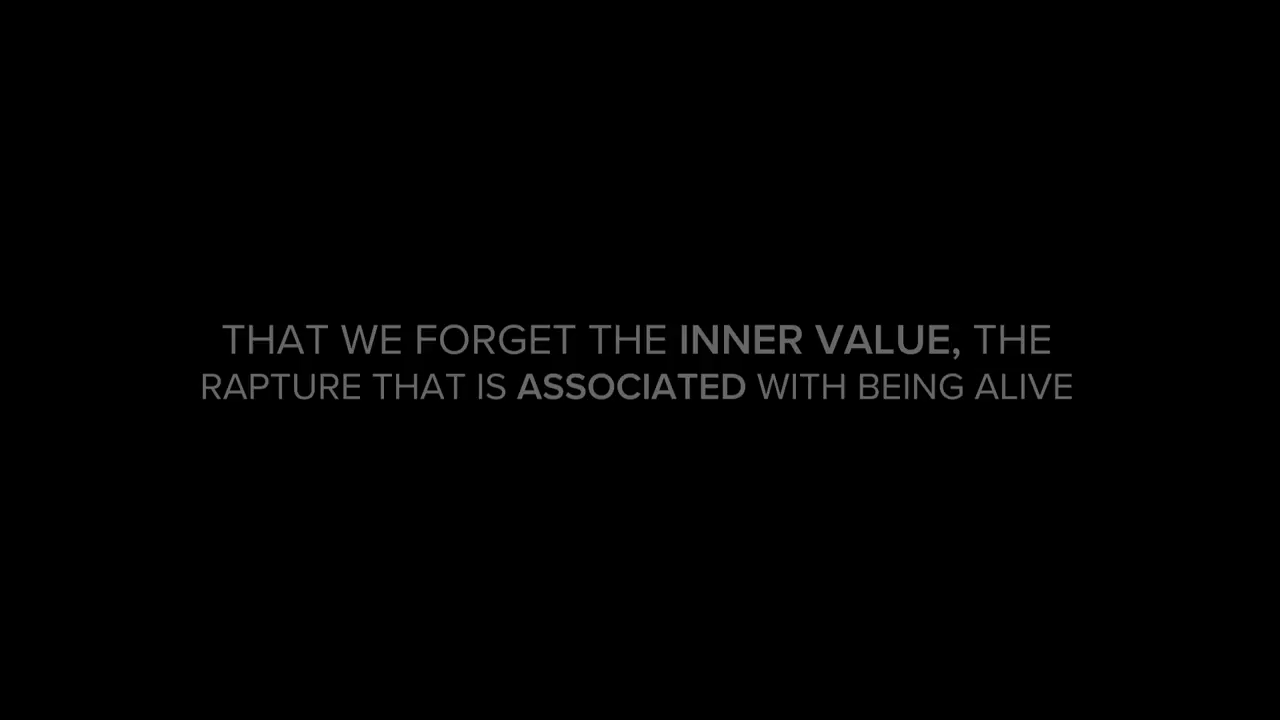 THAT WE FORGET THE INNER VALUE, THE
RAPTURE THAT IS ASSOCIATED WITH BEING ALIVE